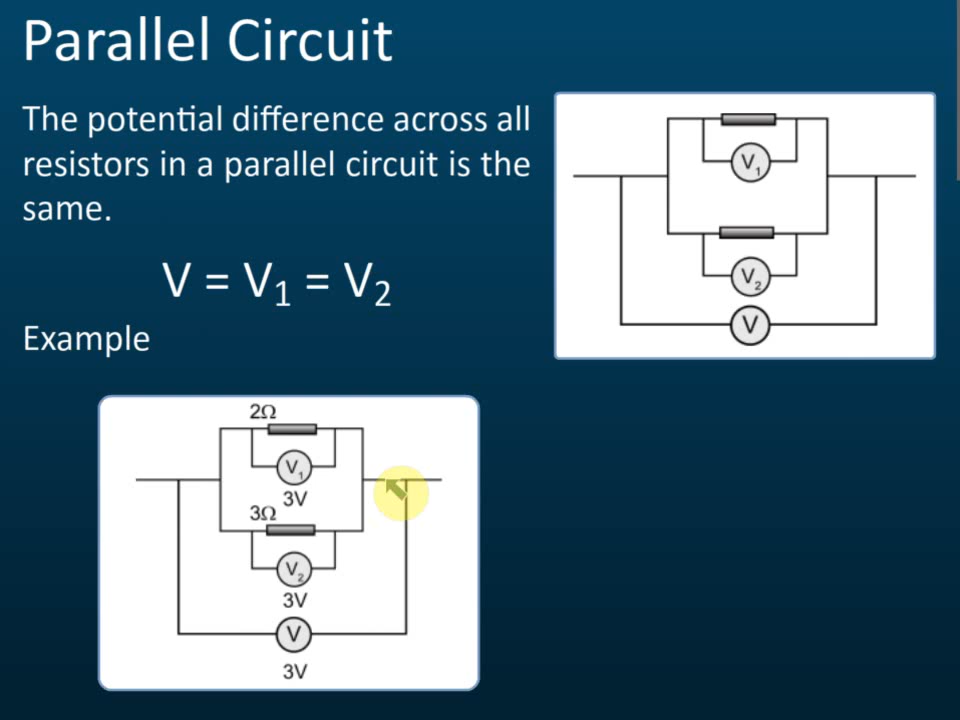 Parallel Circuit
The potential difference across all
resistors in a parallel circuit is the
same.
V = V₁ = V₂
Example
V₁
V₂
V
2Ω
V₁
3V
3Ω
V₂
3V
V
3V